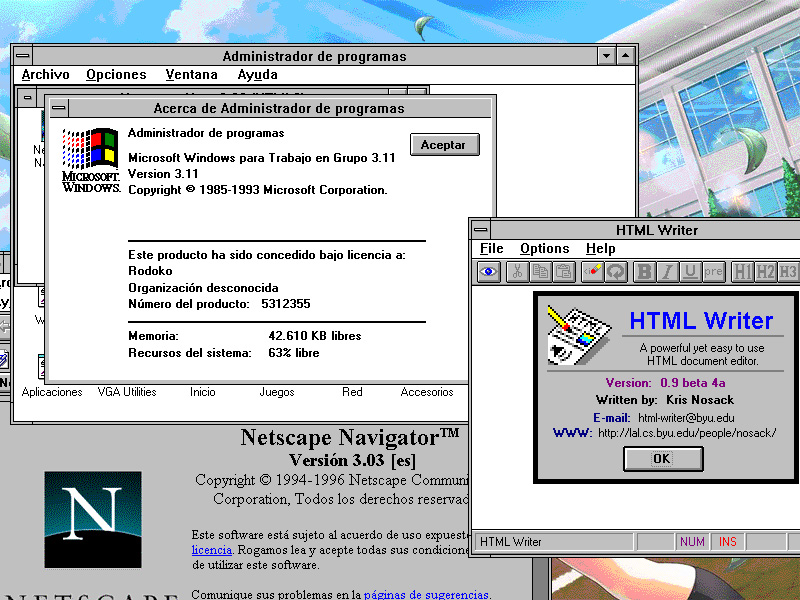 Administrador de programas
Archivo Opciones Ventana Ayuda
Acerca de Administrador de programas
Administrador de programas
Aceptar
Microsoft Windows para Trabajo en Grupo 3.11
Version 3.11
Copyright © 1985-1993 Microsoft Corporation.
MICROSOFT.
WINDOWS.
Este producto ha sido concedido bajo licencia a:
Rodoko
Organización desconocida
Número del producto: 5312355
Memoria: 42.610 KB libres
Recursos del sistema: 63% libre
Aplicaciones VGA Utilities Inicio Juegos Red Accesorios
HTML Writer
File Options Help
B I U pre H1 H2 H3
HTML Writer
A powerful yet easy to use
HTML document editor.
Version: 0.9 beta 4a
Written by: Kris Nosack
E-mail: html-writer@byu.edu
WWW: http://lal.cs.byu.edu/people/nosack/
OK
HTML Writer NUM INS
Netscape Navigator™
Versión 3.03 [es]
Copyright © 1994-1996 Netscape
Corporation, Todos los derechos
N
Este software está sujeto al acuerdo de uso
licencia. Rogamos lea y acepte todas sus
de utilizar este software.
NETSCAPE
Comunique sus problemas en la páginas de sugerencias.